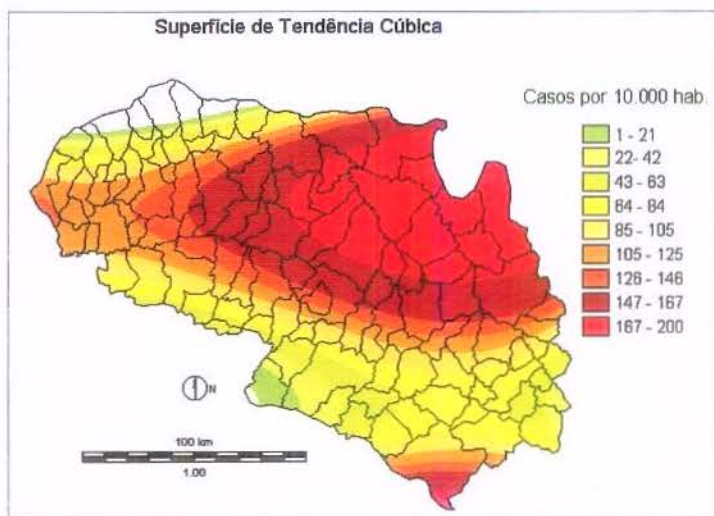 Superfície de Tendência Cúbica
Casos por 10.000 hab.
1 - 21
22- 42
43 - 63
64 - 84
85 - 105
105 - 125
126 - 146
147 - 167
167 - 200
N
100 km
1.00